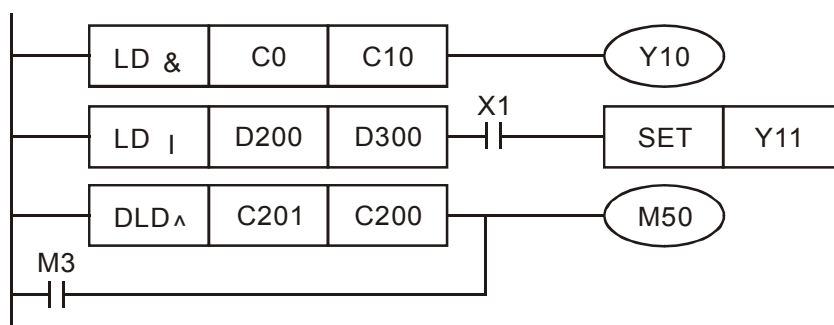 LD & C0 C10 Y10
X1
LD | D200 D300 SET Y11
DLD^ C201 C200 M50
M3